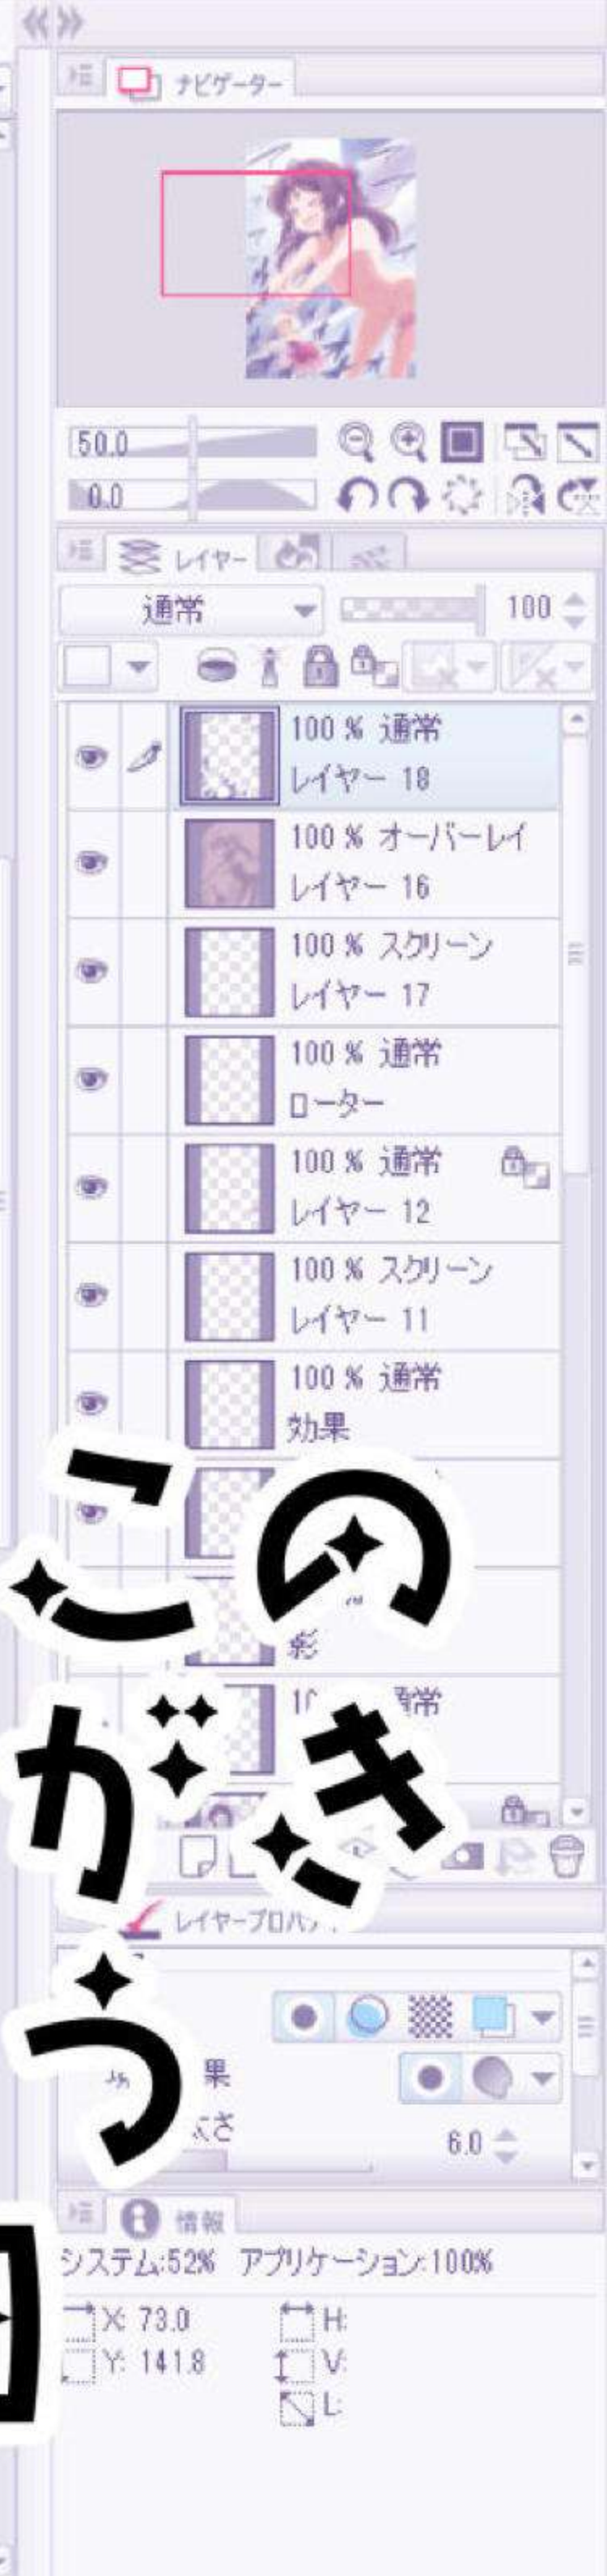 ナビゲーター
50.0
0.0
レイヤー
通常 100
100 % 通常
レイヤー 18
100 % オーバーレイ
レイヤー 16
100 % スクリーン
レイヤー 17
100 % 通常
ローター
100 % 通常
レイヤー 12
100 % スクリーン
レイヤー 11
100 % 通常
効果
この
影
通常
がき
レイヤープロパ
う
果
太さ
6.0
情報
システム:52% アプリケーション:100%
X: 73.0 H:
Y: 141.8 V:
L: